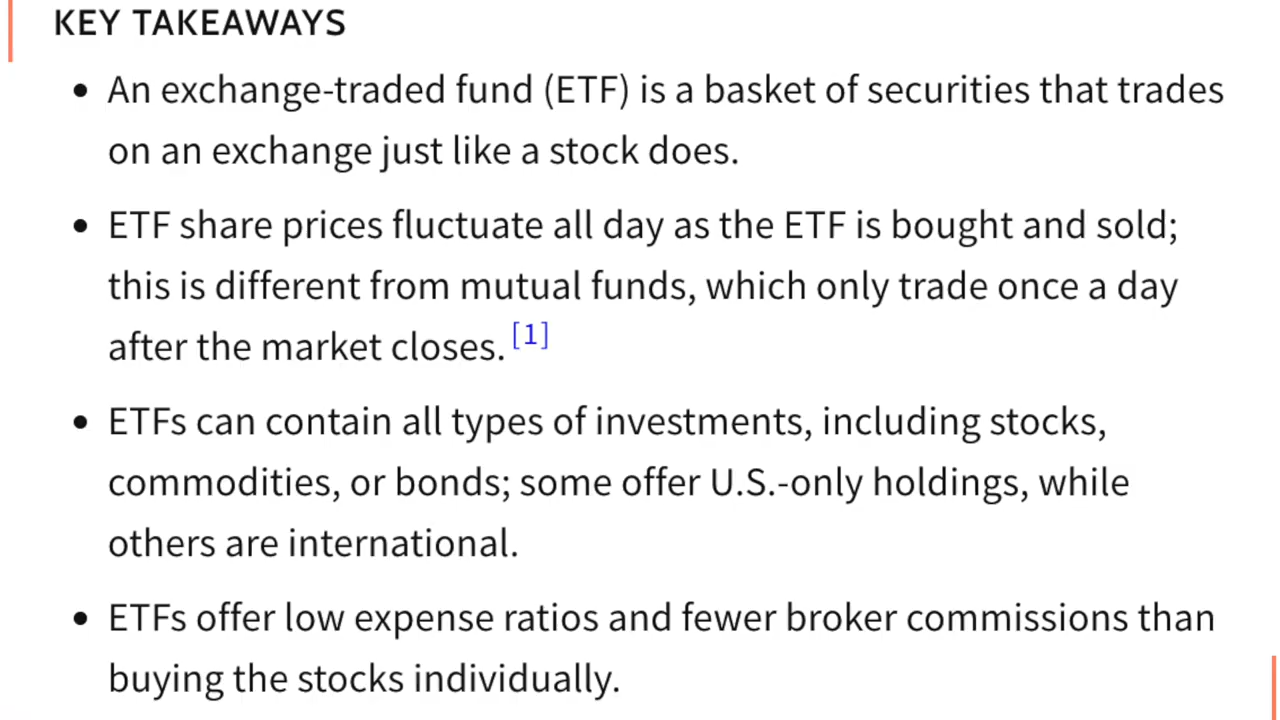 KEY TAKEAWAYS
• An exchange-traded fund (ETF) is a basket of securities that trades
on an exchange just like a stock does.
• ETF share prices fluctuate all day as the ETF is bought and sold;
this is different from mutual funds, which only trade once a day
after the market closes. [1]
• ETFs can contain all types of investments, including stocks,
commodities, or bonds; some offer U.S.-only holdings, while
others are international.
• ETFs offer low expense ratios and fewer broker commissions than
buying the stocks individually.